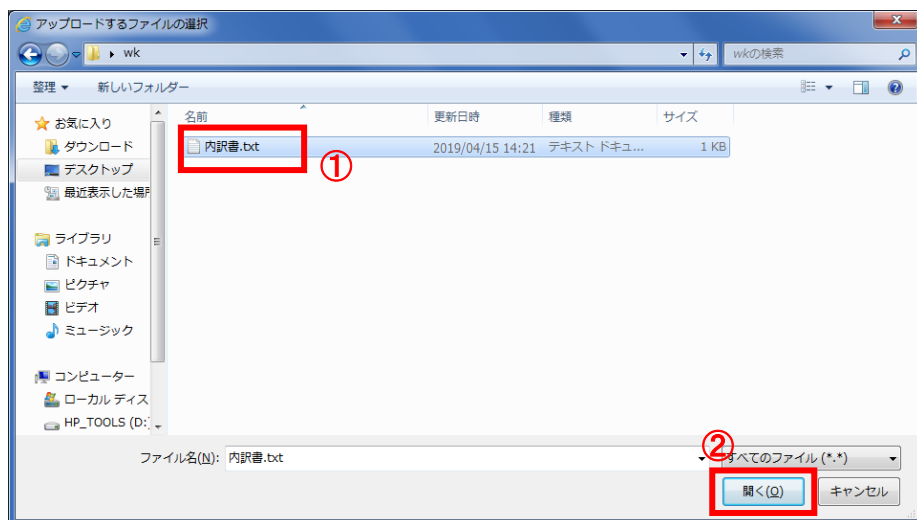 アップロードするファイルの選択
wk
wkの検索
整理 新しいフォルダー
名前 更新日時 種類 サイズ
内訳書.txt 2019/04/15 14:21 テキスト ドキュ... 1 KB
①
お気に入り
ダウンロード
デスクトップ
最近表示した場所
ライブラリ
ドキュメント
ピクチャ
ビデオ
ミュージック
コンピューター
ローカル ディス
HP_TOOLS (D:)
ファイル名(N): 内訳書.txt
②
すべてのファイル (*.*)
開く(O) キャンセル